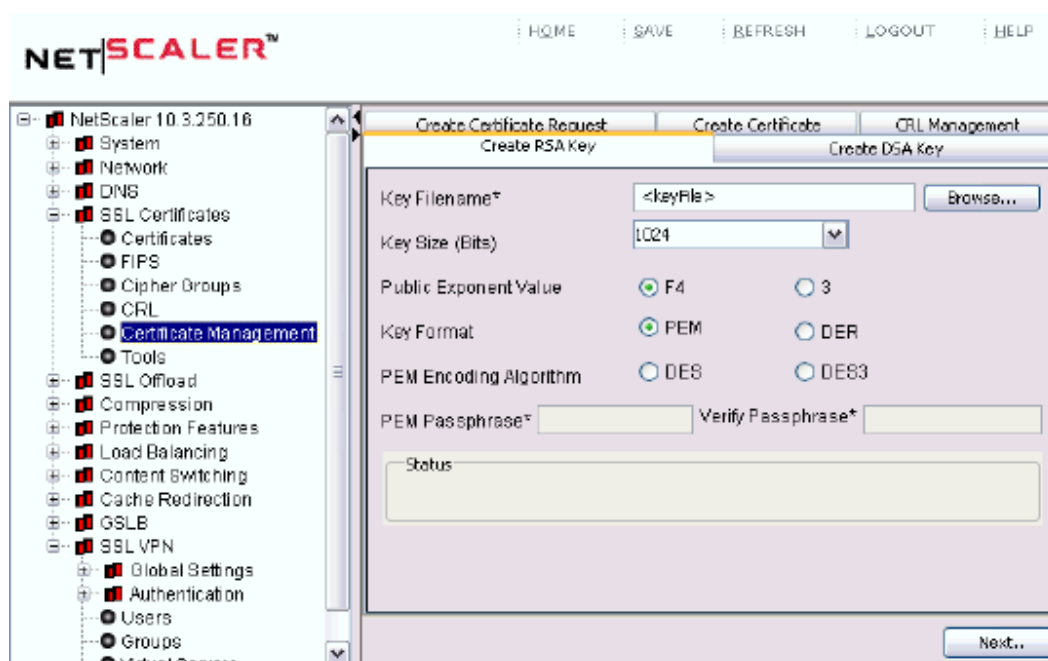 HOME SAVE REFRESH LOGOUT HELP
NETSCALER™
NetScaler 10.3.250.16
System
Network
DNS
SSL Certificates
Certificates
FIPS
Cipher Groups
CRL
Certificate Management
Tools
SSL Offload
Compression
Protection Features
Load Balancing
Content Switching
Cache Redirection
GSLB
SSL VPN
Global Settings
Authentication
Users
Groups
Create Certificate Request Create Certificate CRL Management
Create RSA Key Create DSA Key
Key Filename* <keyFile> Browse...
Key Size (Bits) 1024
Public Exponent Value F4 3
Key Format PEM DER
PEM Encoding Algorithm DES DES3
PEM Passphrase* Verify Passphrase*
Status
Next..